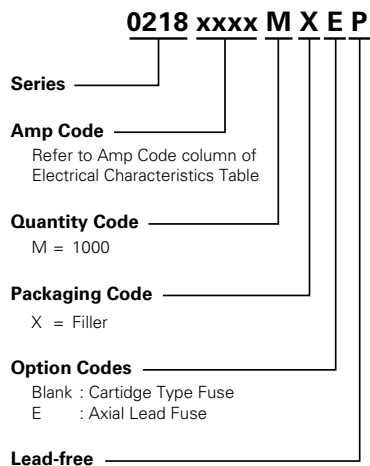 0218 xxxx M X E P
Series
Amp Code
Refer to Amp Code column of
Electrical Characteristics Table
Quantity Code
M = 1000
Packaging Code
X = Filler
Option Codes
Blank : Cartidge Type Fuse
E : Axial Lead Fuse
Lead-free